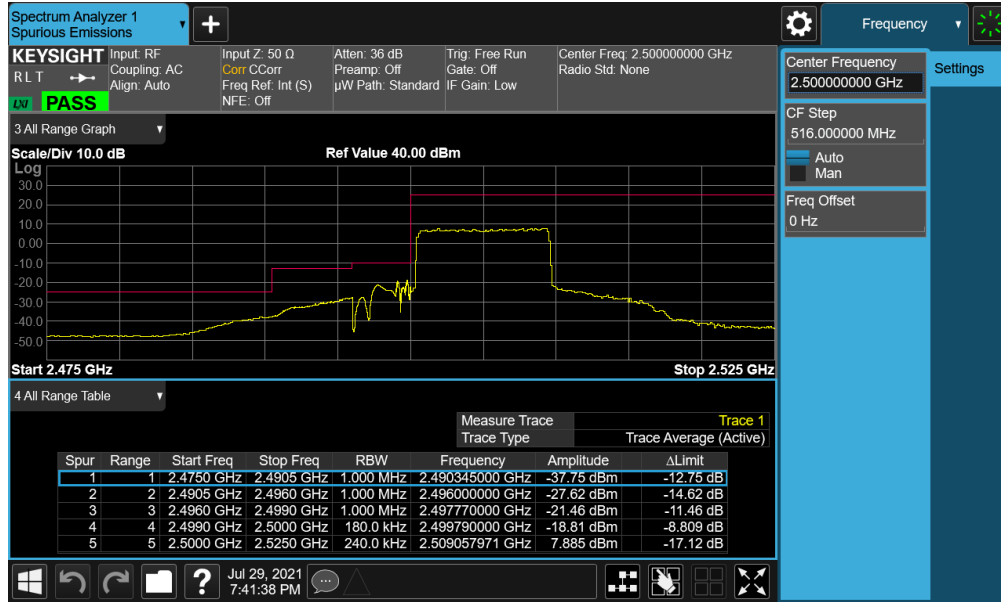 Spectrum Analyzer 1
Spurious Emissions
Frequency
KEYSIGHT
R L T
LXI
PASS
Input: RF
Coupling: AC
Align: Auto
Input Z: 50 Ω
Corr CCorr
Freq Ref: Int (S)
NFE: Off
Atten: 36 dB
Preamp: Off
µW Path: Standard
Trig: Free Run
Gate: Off
IF Gain: Low
Center Freq: 2.500000000 GHz
Radio Std: None
Center Frequency
2.500000000 GHz
Settings
CF Step
516.000000 MHz
Auto
Man
Freq Offset
0 Hz
3 All Range Graph
Scale/Div 10.0 dB
Ref Value 40.00 dBm
Log
30.0
20.0
10.0
0.00
-10.0
-20.0
-30.0
-40.0
-50.0
Start 2.475 GHz
Stop 2.525 GHz
4 All Range Table
Measure Trace Trace 1
Trace Type Trace Average (Active)
Spur Range Start Freq Stop Freq RBW Frequency Amplitude ΔLimit
1 1 2.4750 GHz 2.4905 GHz 1.000 MHz 2.490345000 GHz -37.75 dBm -12.75 dB
2 2 2.4905 GHz 2.4960 GHz 1.000 MHz 2.496000000 GHz -27.62 dBm -14.62 dB
3 3 2.4960 GHz 2.4990 GHz 1.000 MHz 2.497770000 GHz -21.46 dBm -11.46 dB
4 4 2.4990 GHz 2.5000 GHz 180.0 kHz 2.499790000 GHz -18.81 dBm -8.809 dB
5 5 2.5000 GHz 2.5250 GHz 240.0 kHz 2.509057971 GHz 7.885 dBm -17.12 dB
?
Jul 29, 2021
7:41:38 PM